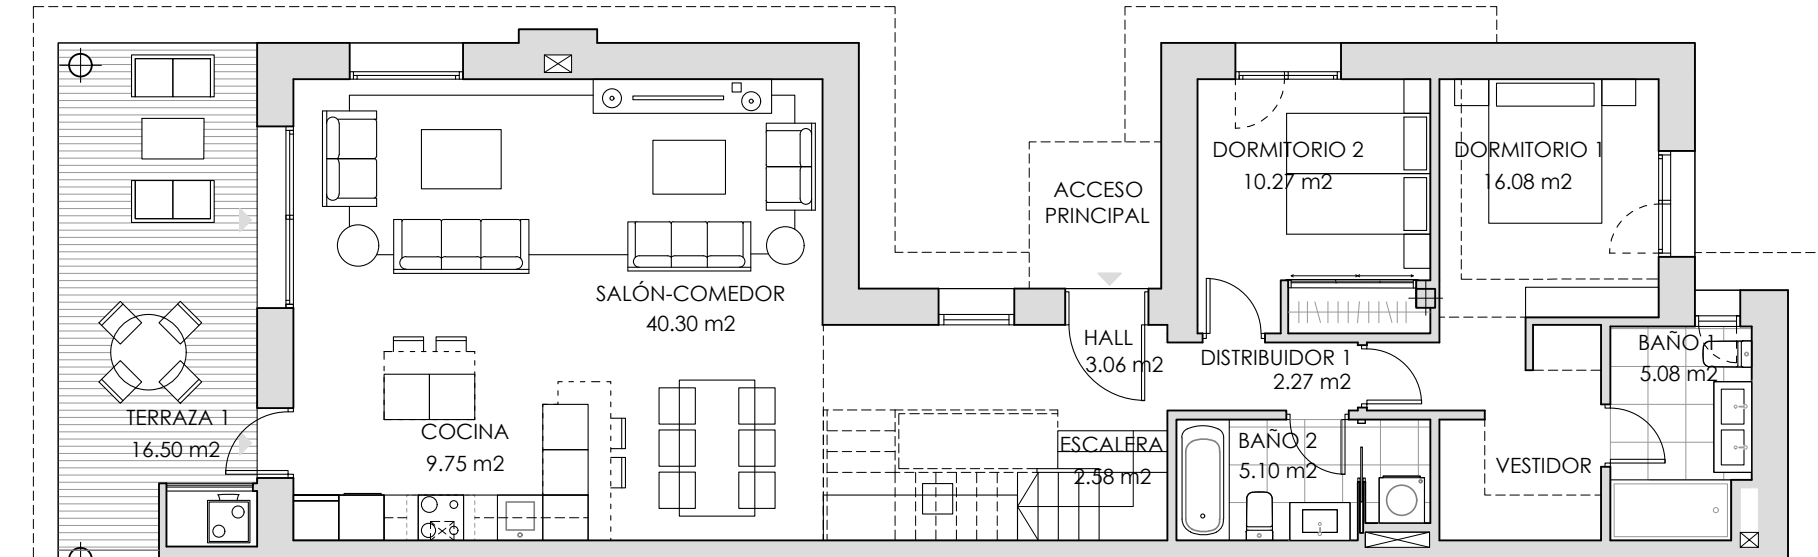 DORMITORIO 2
10.27 m2
DORMITORIO 1
16.08 m2
ACCESO
PRINCIPAL
SALÓN-COMEDOR
40.30 m2
HALL
3.06 m2
DISTRIBUIDOR 1
2.27 m2
BAÑO 1
5.08 m2
TERRAZA 1
16.50 m2
COCINA
9.75 m2
ESCALERA
2.58 m2
BAÑO 2
5.10 m2
VESTIDOR